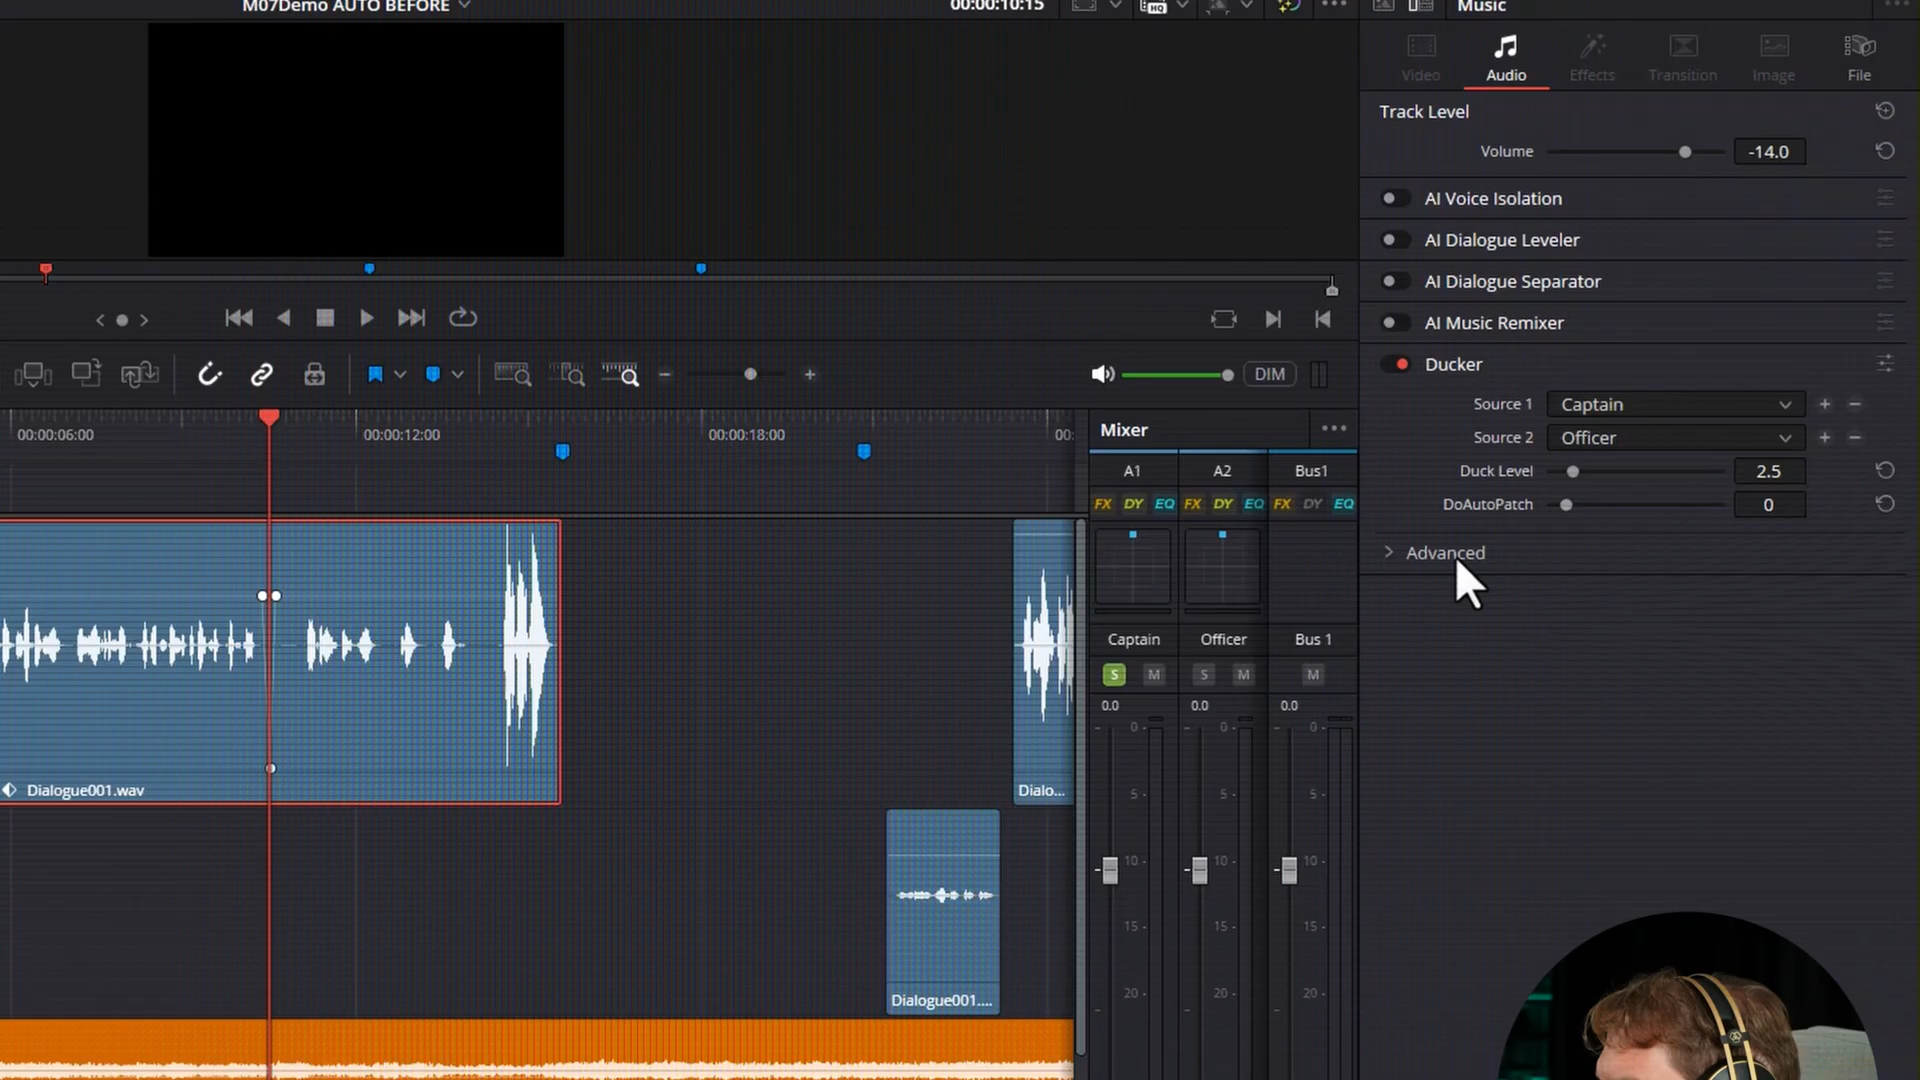 M07Demo AUTO BEFORE
00:00:10:15
HQ
Music
Video
Audio
Effects
Transition
Image
File
Track Level
Volume
-14.0
AI Voice Isolation
AI Dialogue Leveler
AI Dialogue Separator
AI Music Remixer
Ducker
Source 1
Captain
Source 2
Officer
Duck Level
2.5
DoAutoPatch
0
Advanced
DIM
00:00:06:00
00:00:12:00
00:00:18:00
00:
Mixer
A1
A2
Bus1
FX DY EQ
FX DY EQ
FX DY EQ
Captain
Officer
Bus 1
S M
S M
M
0.0
0.0
0.0
0
0
0
5
5
5
10
10
10
15
15
15
20
20
20
Dialogue001.wav
Dialo...
Dialogue001....